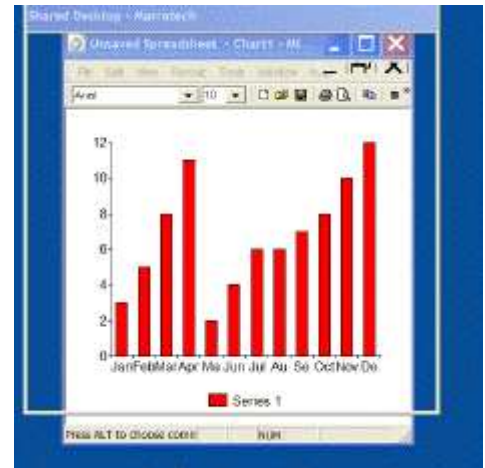 Shared Desktop - Marratech
Unsaved Spreadsheet - Chart1 - M
File Edit View Format Tools Window
Arial 10
12
10
8
6
4
2
0
Jan Feb Mar Apr Ma Jun Jul Au Se Oct Nov De
Series 1
Press ALT to choose comm
NUM